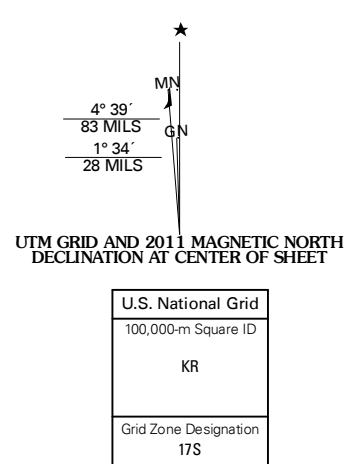 MN
4° 39´
83 MILS
GN
1° 34´
28 MILS
UTM GRID AND 2011 MAGNETIC NORTH
DECLINATION AT CENTER OF SHEET
U.S. National Grid
100,000-m Square ID
KR
Grid Zone Designation
17S